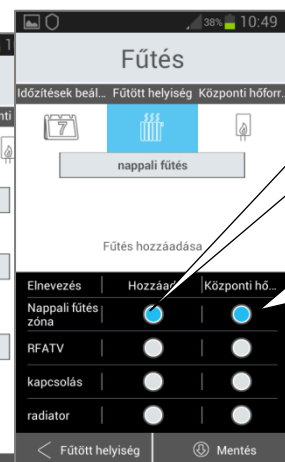 38% 10:49
Fűtés
Időzítések beál... Fűtött helyiség Központi hőforr..
7
nappali fűtés
Fűtés hozzáadása
Elnevezés Központi hő...
Nappali fűtés
zóna
RFATV
kapcsolás
radiator
Fűtött helyiség Mentés